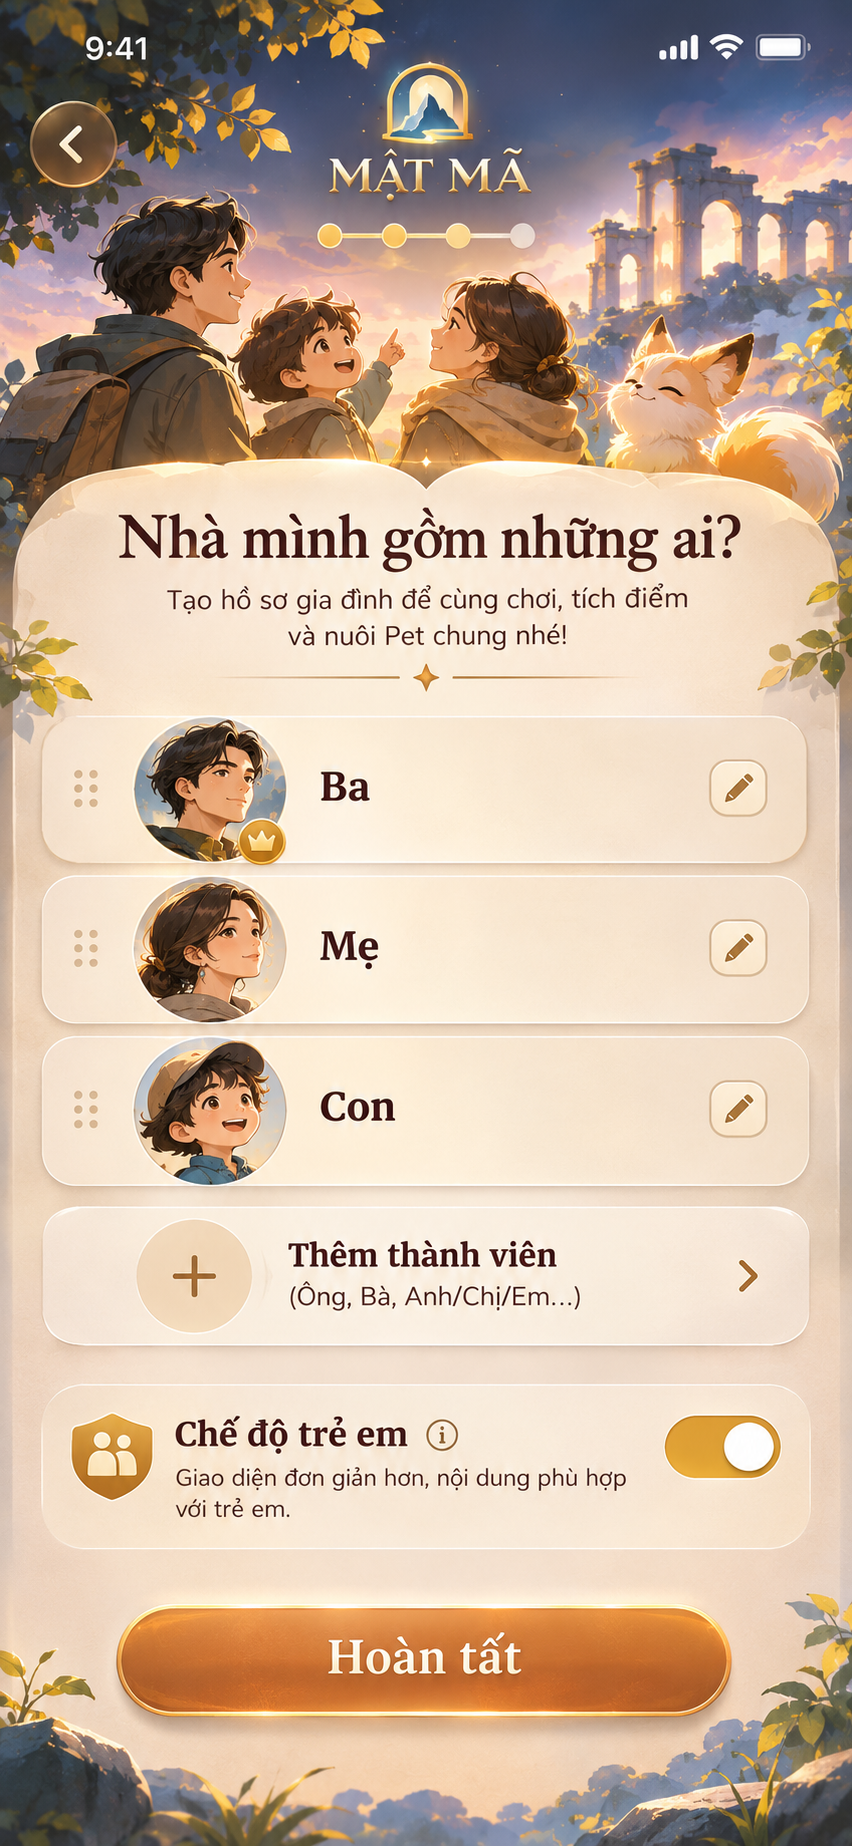 9:41
MẬT MÃ
Nhà mình gồm những ai?
Tạo hồ sơ gia đình để cùng chơi, tích điểm
và nuôi Pet chung nhé!
Ba
Mẹ
Con
Thêm thành viên
(Ông, Bà, Anh/Chị/Em...)
Chế độ trẻ em
Giao diện đơn giản hơn, nội dung phù hợp
với trẻ em.
Hoàn tất